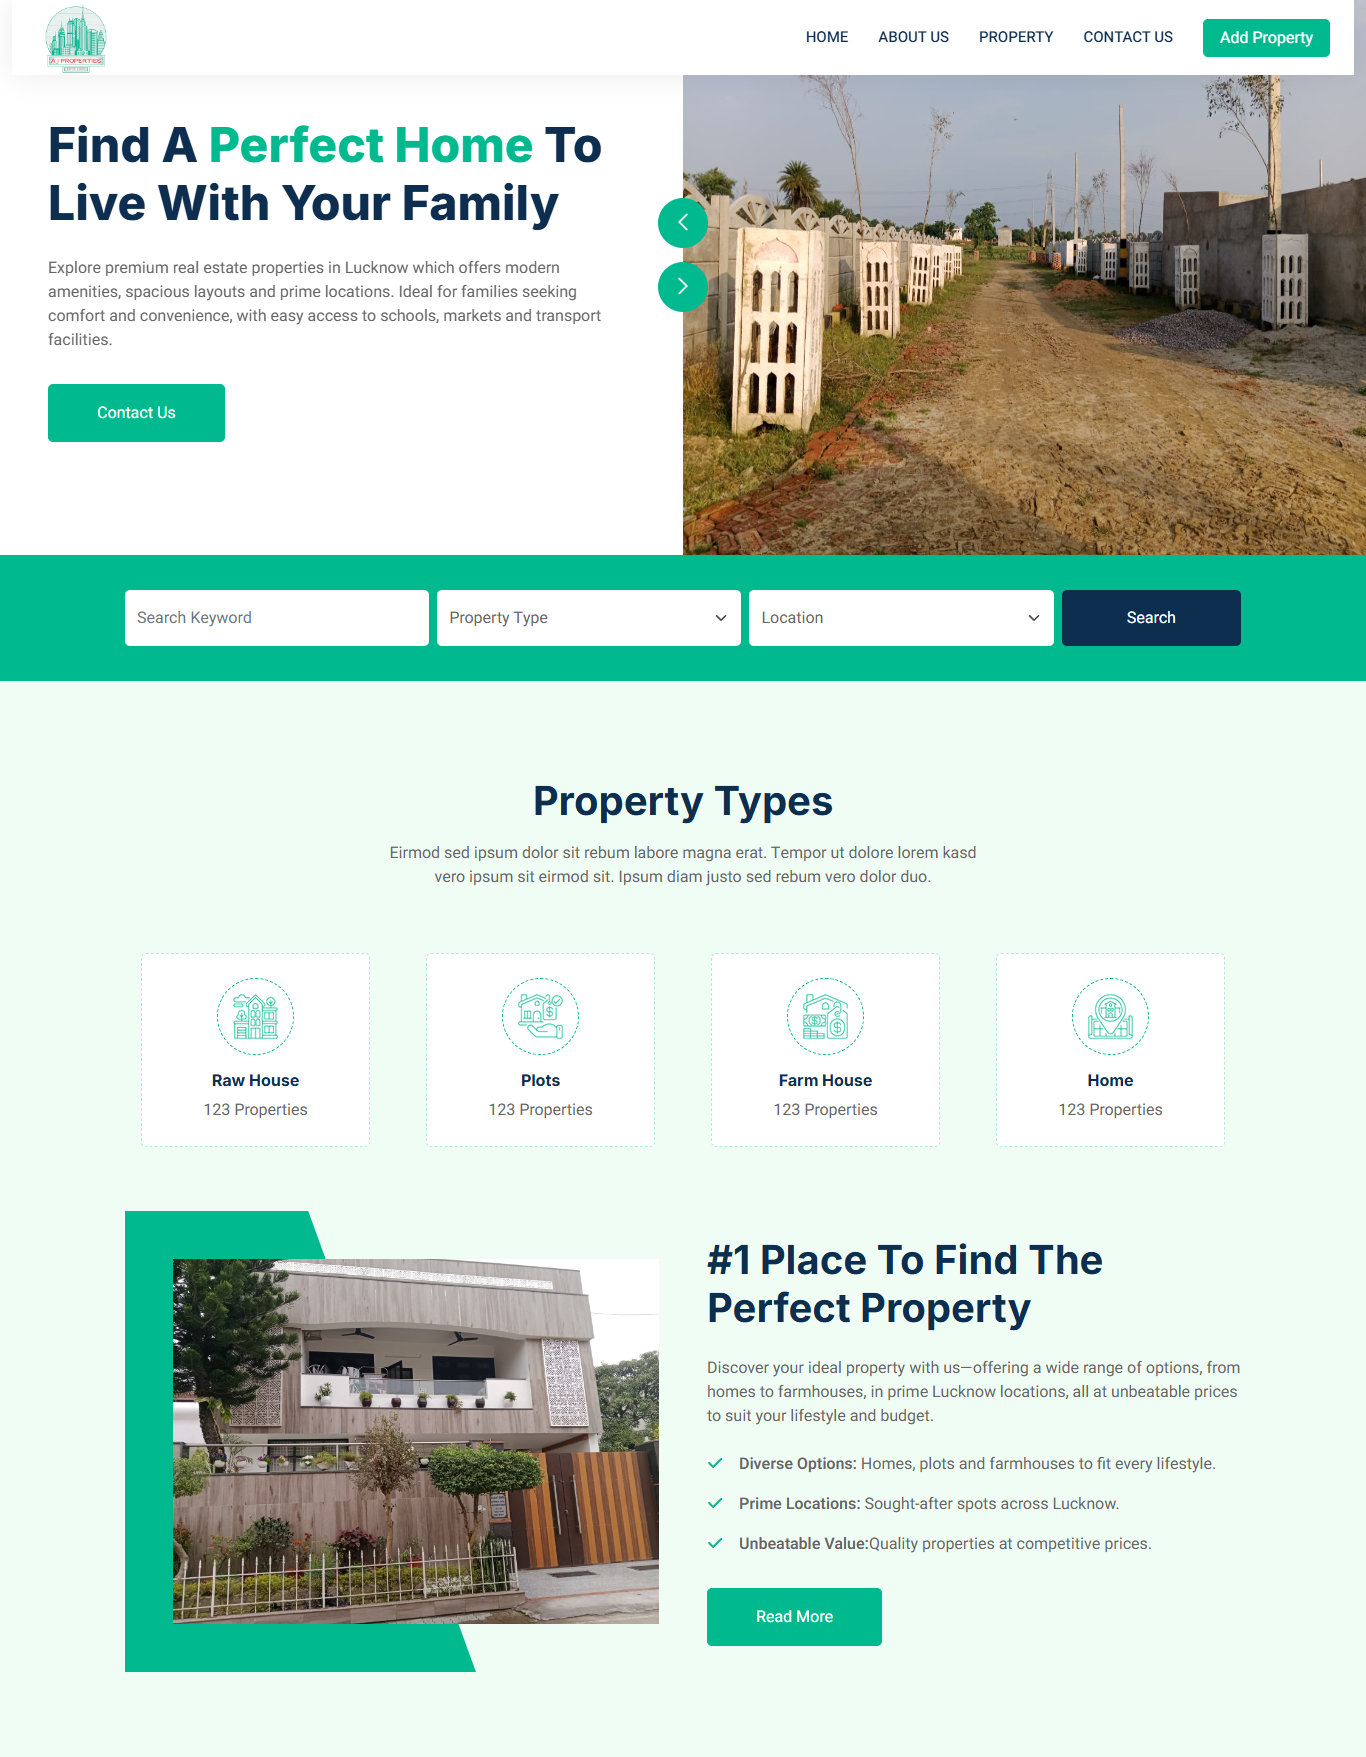 A J PROPERTIES
HOME
ABOUT US
PROPERTY
CONTACT US
Add Property
Find A Perfect Home To
Live With Your Family
Explore premium real estate properties in Lucknow which offers modern
amenities, spacious layouts and prime locations. Ideal for families seeking
comfort and convenience, with easy access to schools, markets and transport
facilities.
Contact Us
Search Keyword
Property Type
Location
Search
Property Types
Eirmod sed ipsum dolor sit rebum labore magna erat. Tempor ut dolore lorem kasd
vero ipsum sit eirmod sit. Ipsum diam justo sed rebum vero dolor duo.
Raw House
123 Properties
Plots
123 Properties
Farm House
123 Properties
Home
123 Properties
#1 Place To Find The
Perfect Property
Discover your ideal property with us—offering a wide range of options, from
homes to farmhouses, in prime Lucknow locations, all at unbeatable prices
to suit your lifestyle and budget.
Diverse Options: Homes, plots and farmhouses to fit every lifestyle.
Prime Locations: Sought-after spots across Lucknow.
Unbeatable Value:Quality properties at competitive prices.
Read More